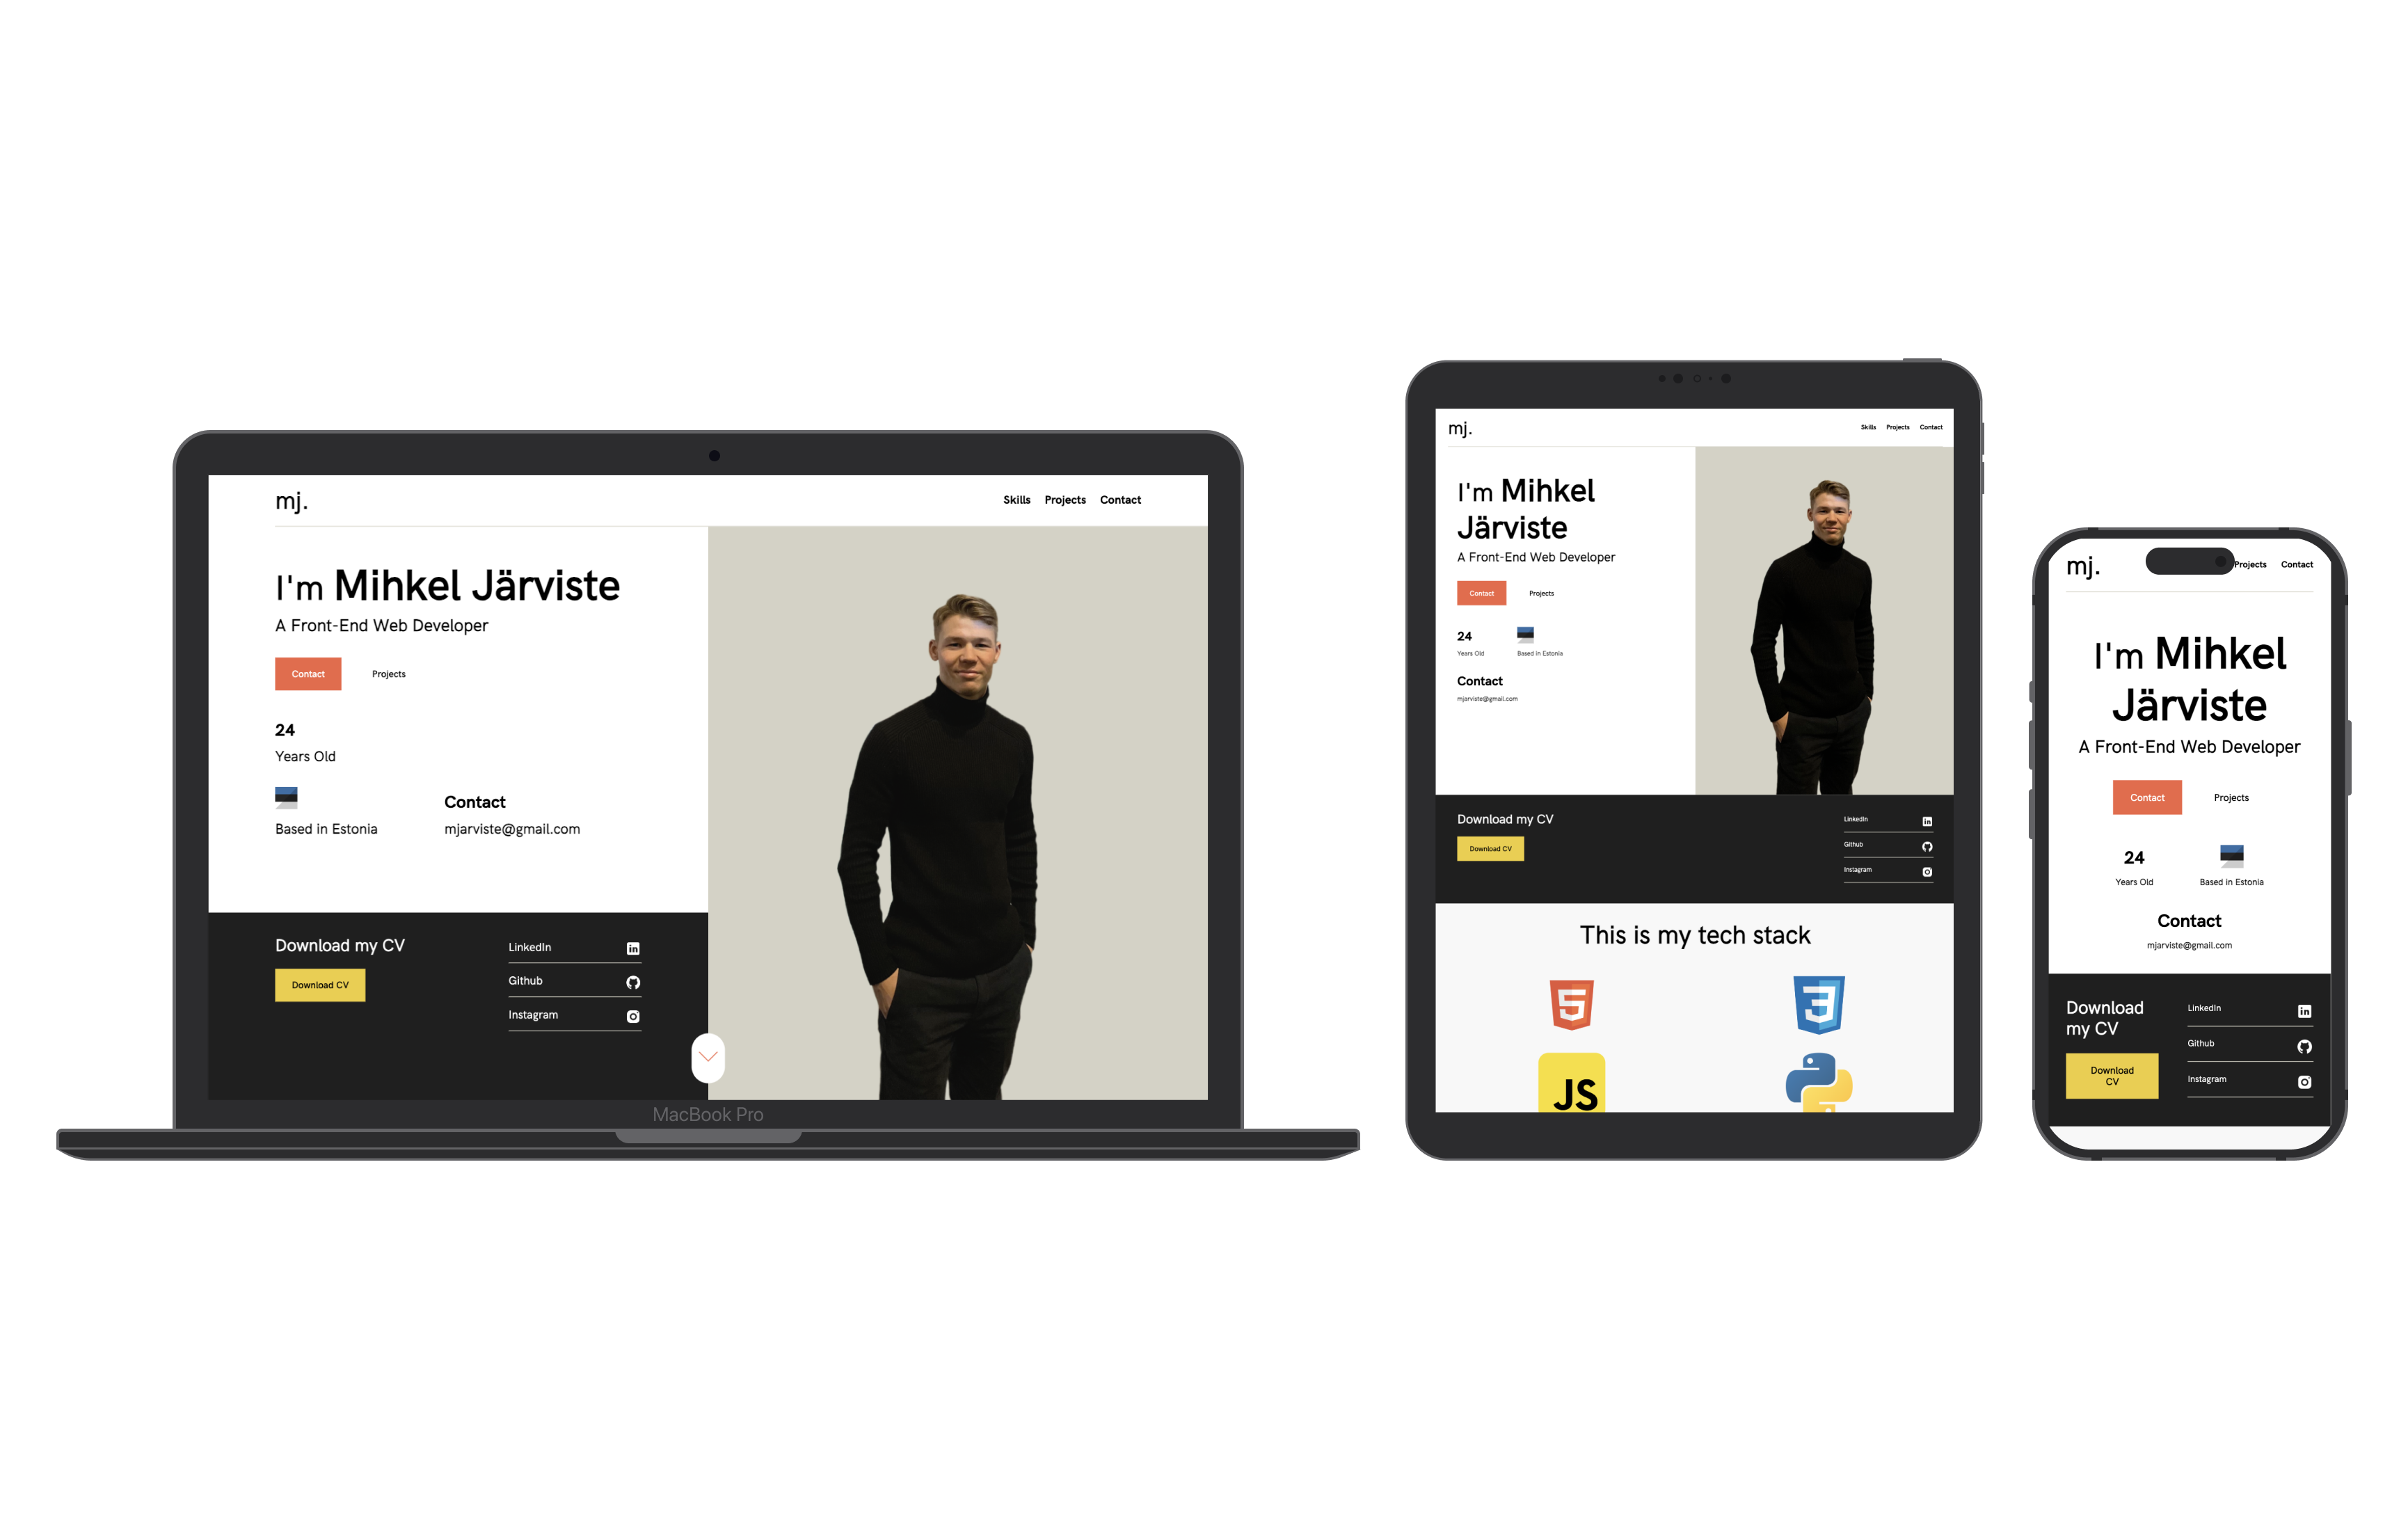 mj.
Skills Projects Contact
I'm Mihkel Järviste
A Front-End Web Developer
Contact Projects
24
Years Old
Based in Estonia
Contact
mjarviste@gmail.com
Download my CV
Download CV
LinkedIn
in
Github
Instagram
MacBook Pro
mj.
Skills Projects Contact
I'm Mihkel
Järviste
A Front-End Web Developer
Contact Projects
24
Years Old
Based in Estonia
Contact
mjarviste@gmail.com
Download my CV
Download CV
LinkedIn
in
Github
Instagram
This is my tech stack
5
3
JS
mj.
Projects Contact
I'm Mihkel
Järviste
A Front-End Web Developer
Contact Projects
24
Years Old
Based in Estonia
Contact
mjarviste@gmail.com
Download
my CV
Download
CV
LinkedIn
in
Github
Instagram